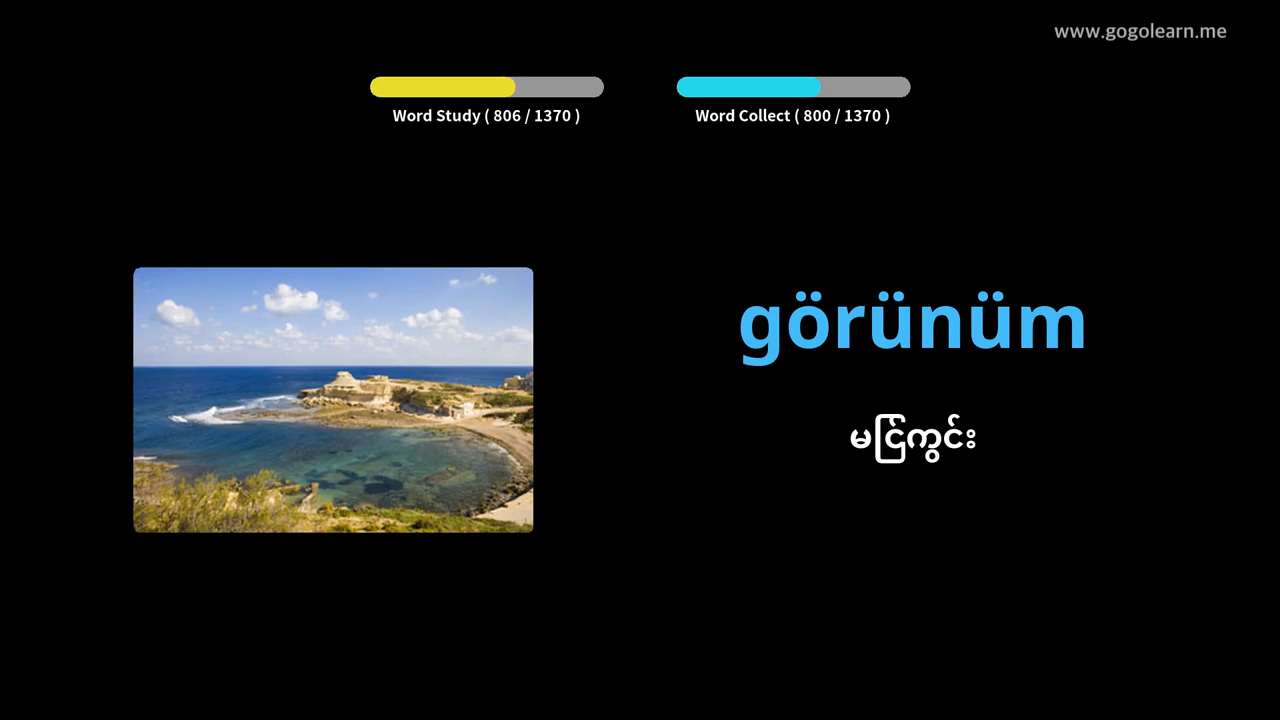 www.gogolearn.me
Word Study ( 806 / 1370 )
Word Collect ( 800 / 1370 )
görünüm
မငြ်ကွင်း